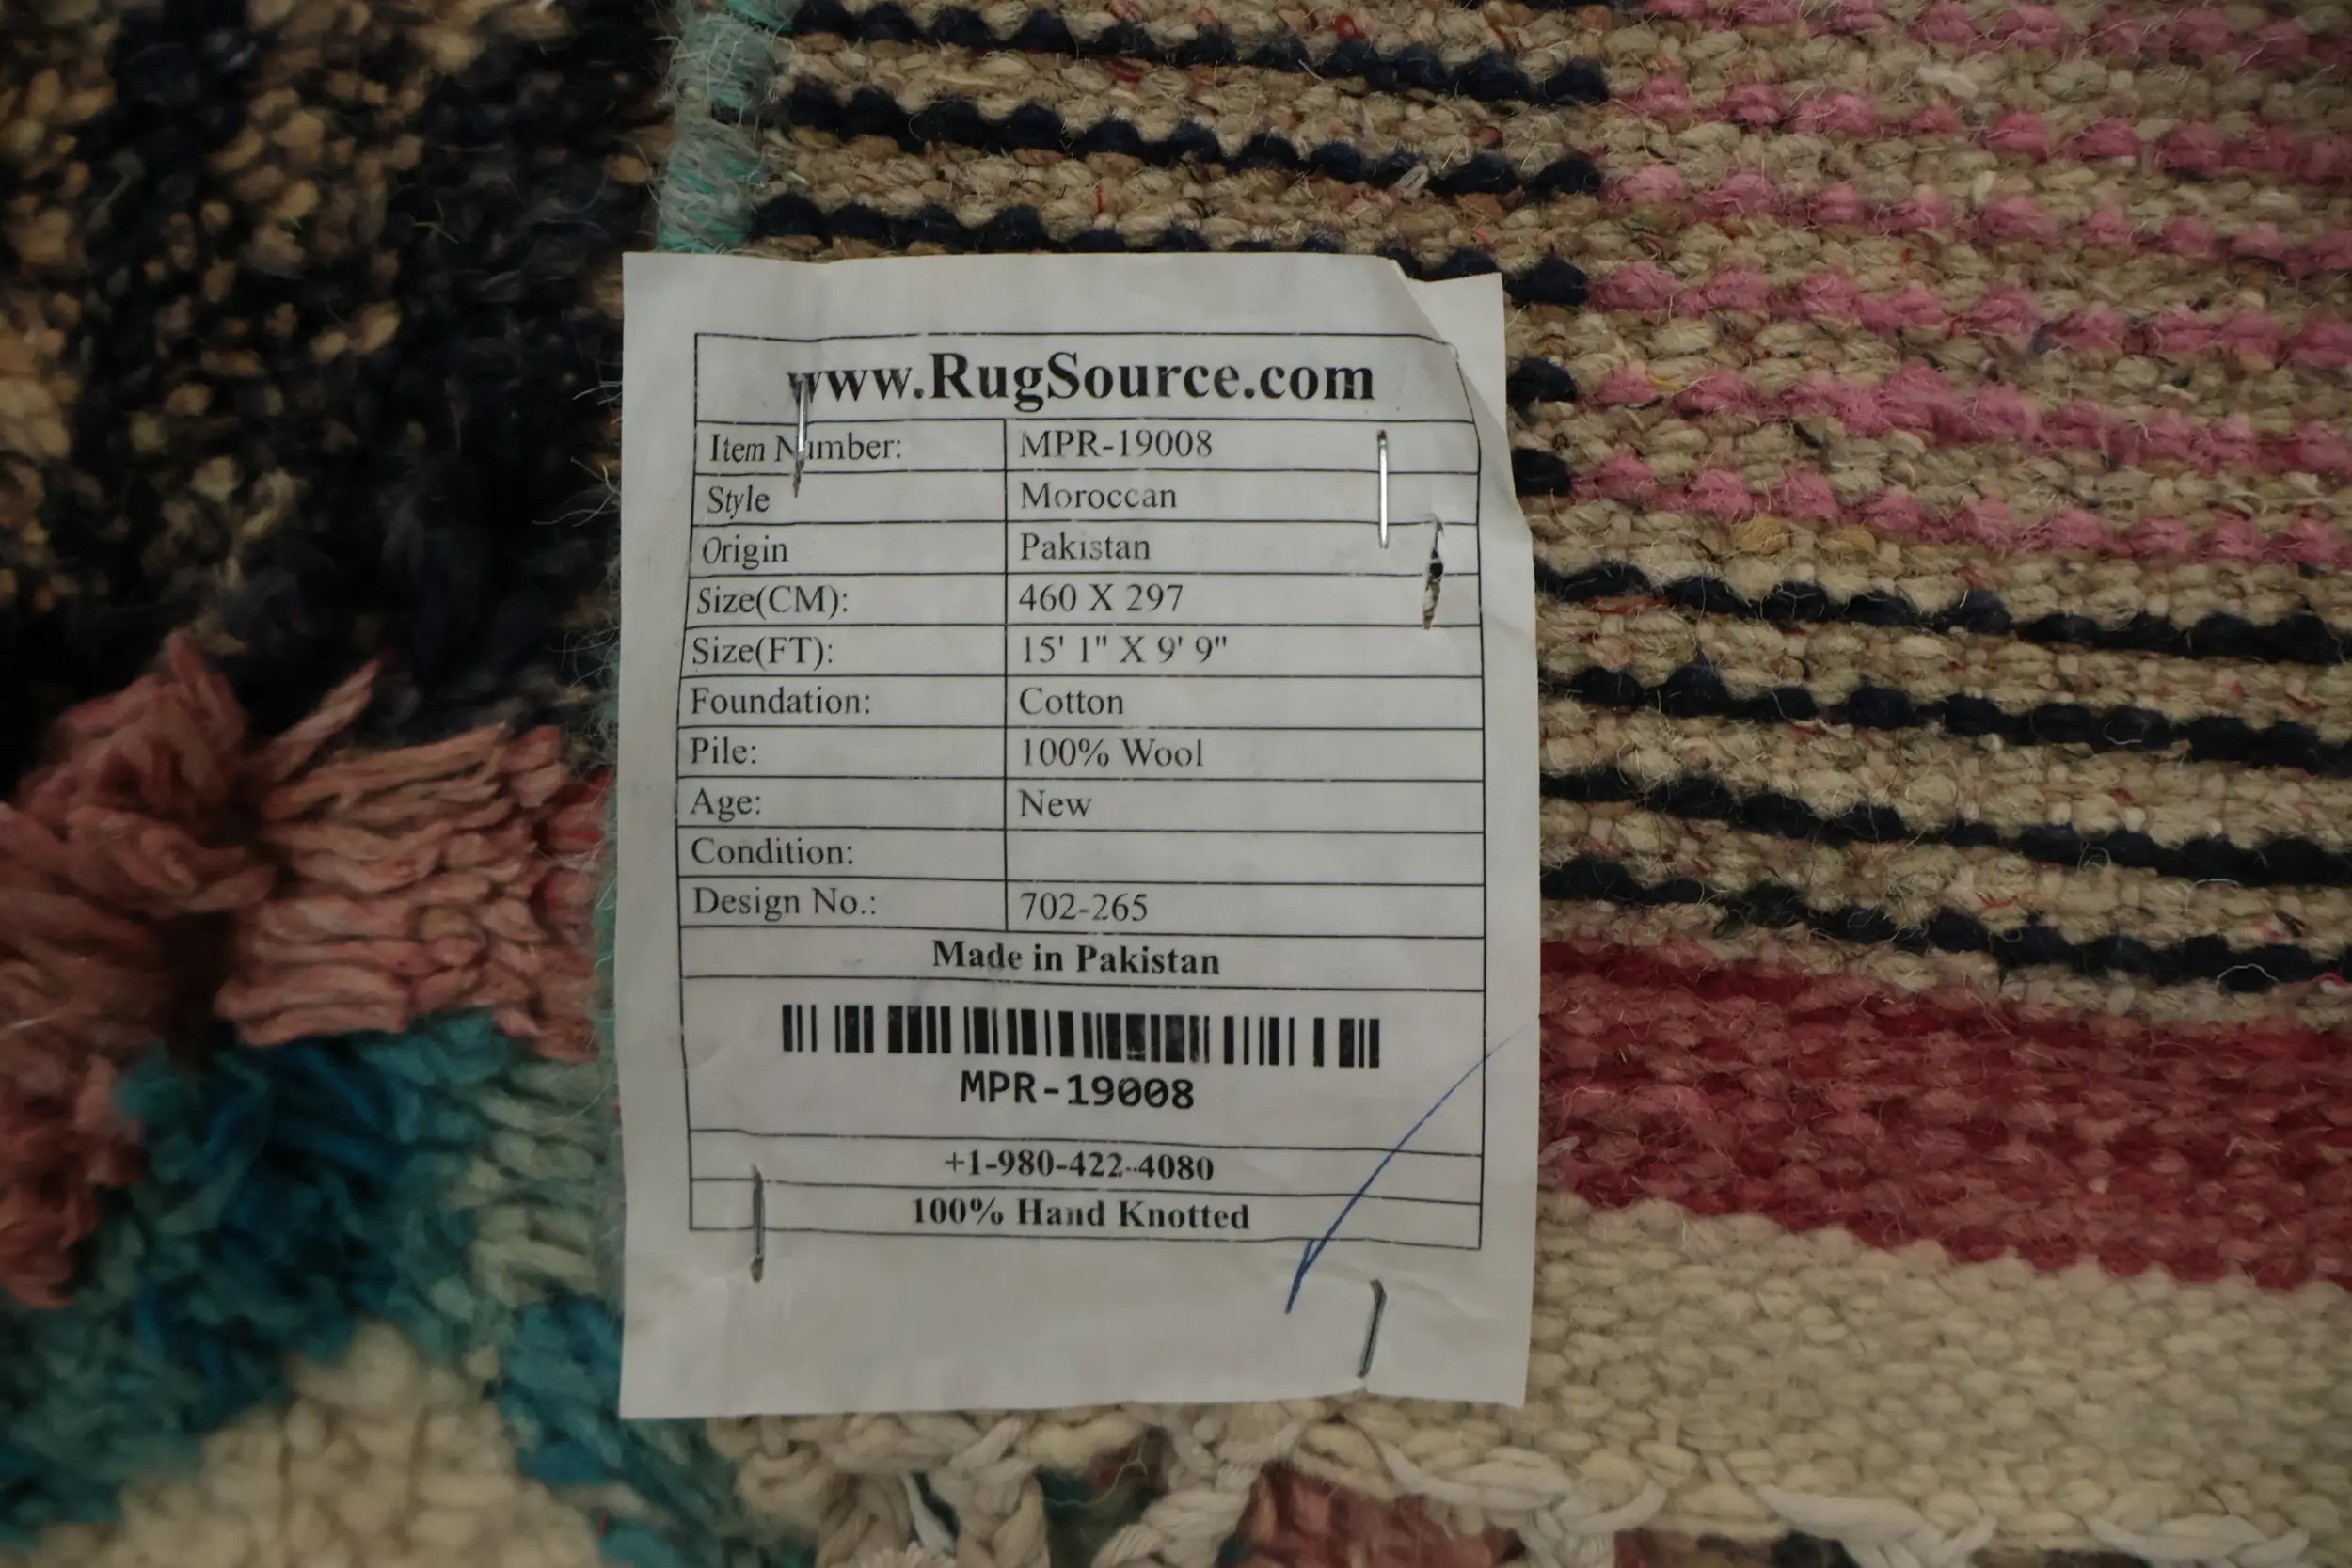 www.RugSource.com
Item Number: MPR-19008
Style Moroccan
Origin Pakistan
Size(CM): 460 X 297
Size(FT): 15' 1" X 9' 9"
Foundation: Cotton
Pile: 100% Wool
Age: New
Condition:
Design No.: 702-265
Made in Pakistan
MPR-19008
+1-980-422-4080
100% Hand Knotted